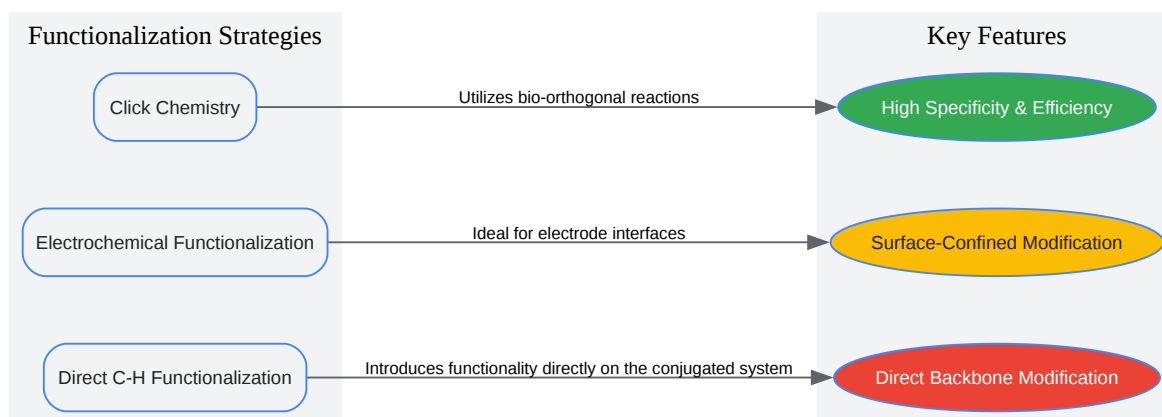 Functionalization Strategies
Key Features
Click Chemistry
Utilizes bio-orthogonal reactions
High Specificity & Efficiency
Electrochemical Functionalization
Ideal for electrode interfaces
Surface-Confined Modification
Direct C-H Functionalization
Introduces functionality directly on the conjugated system
Direct Backbone Modification